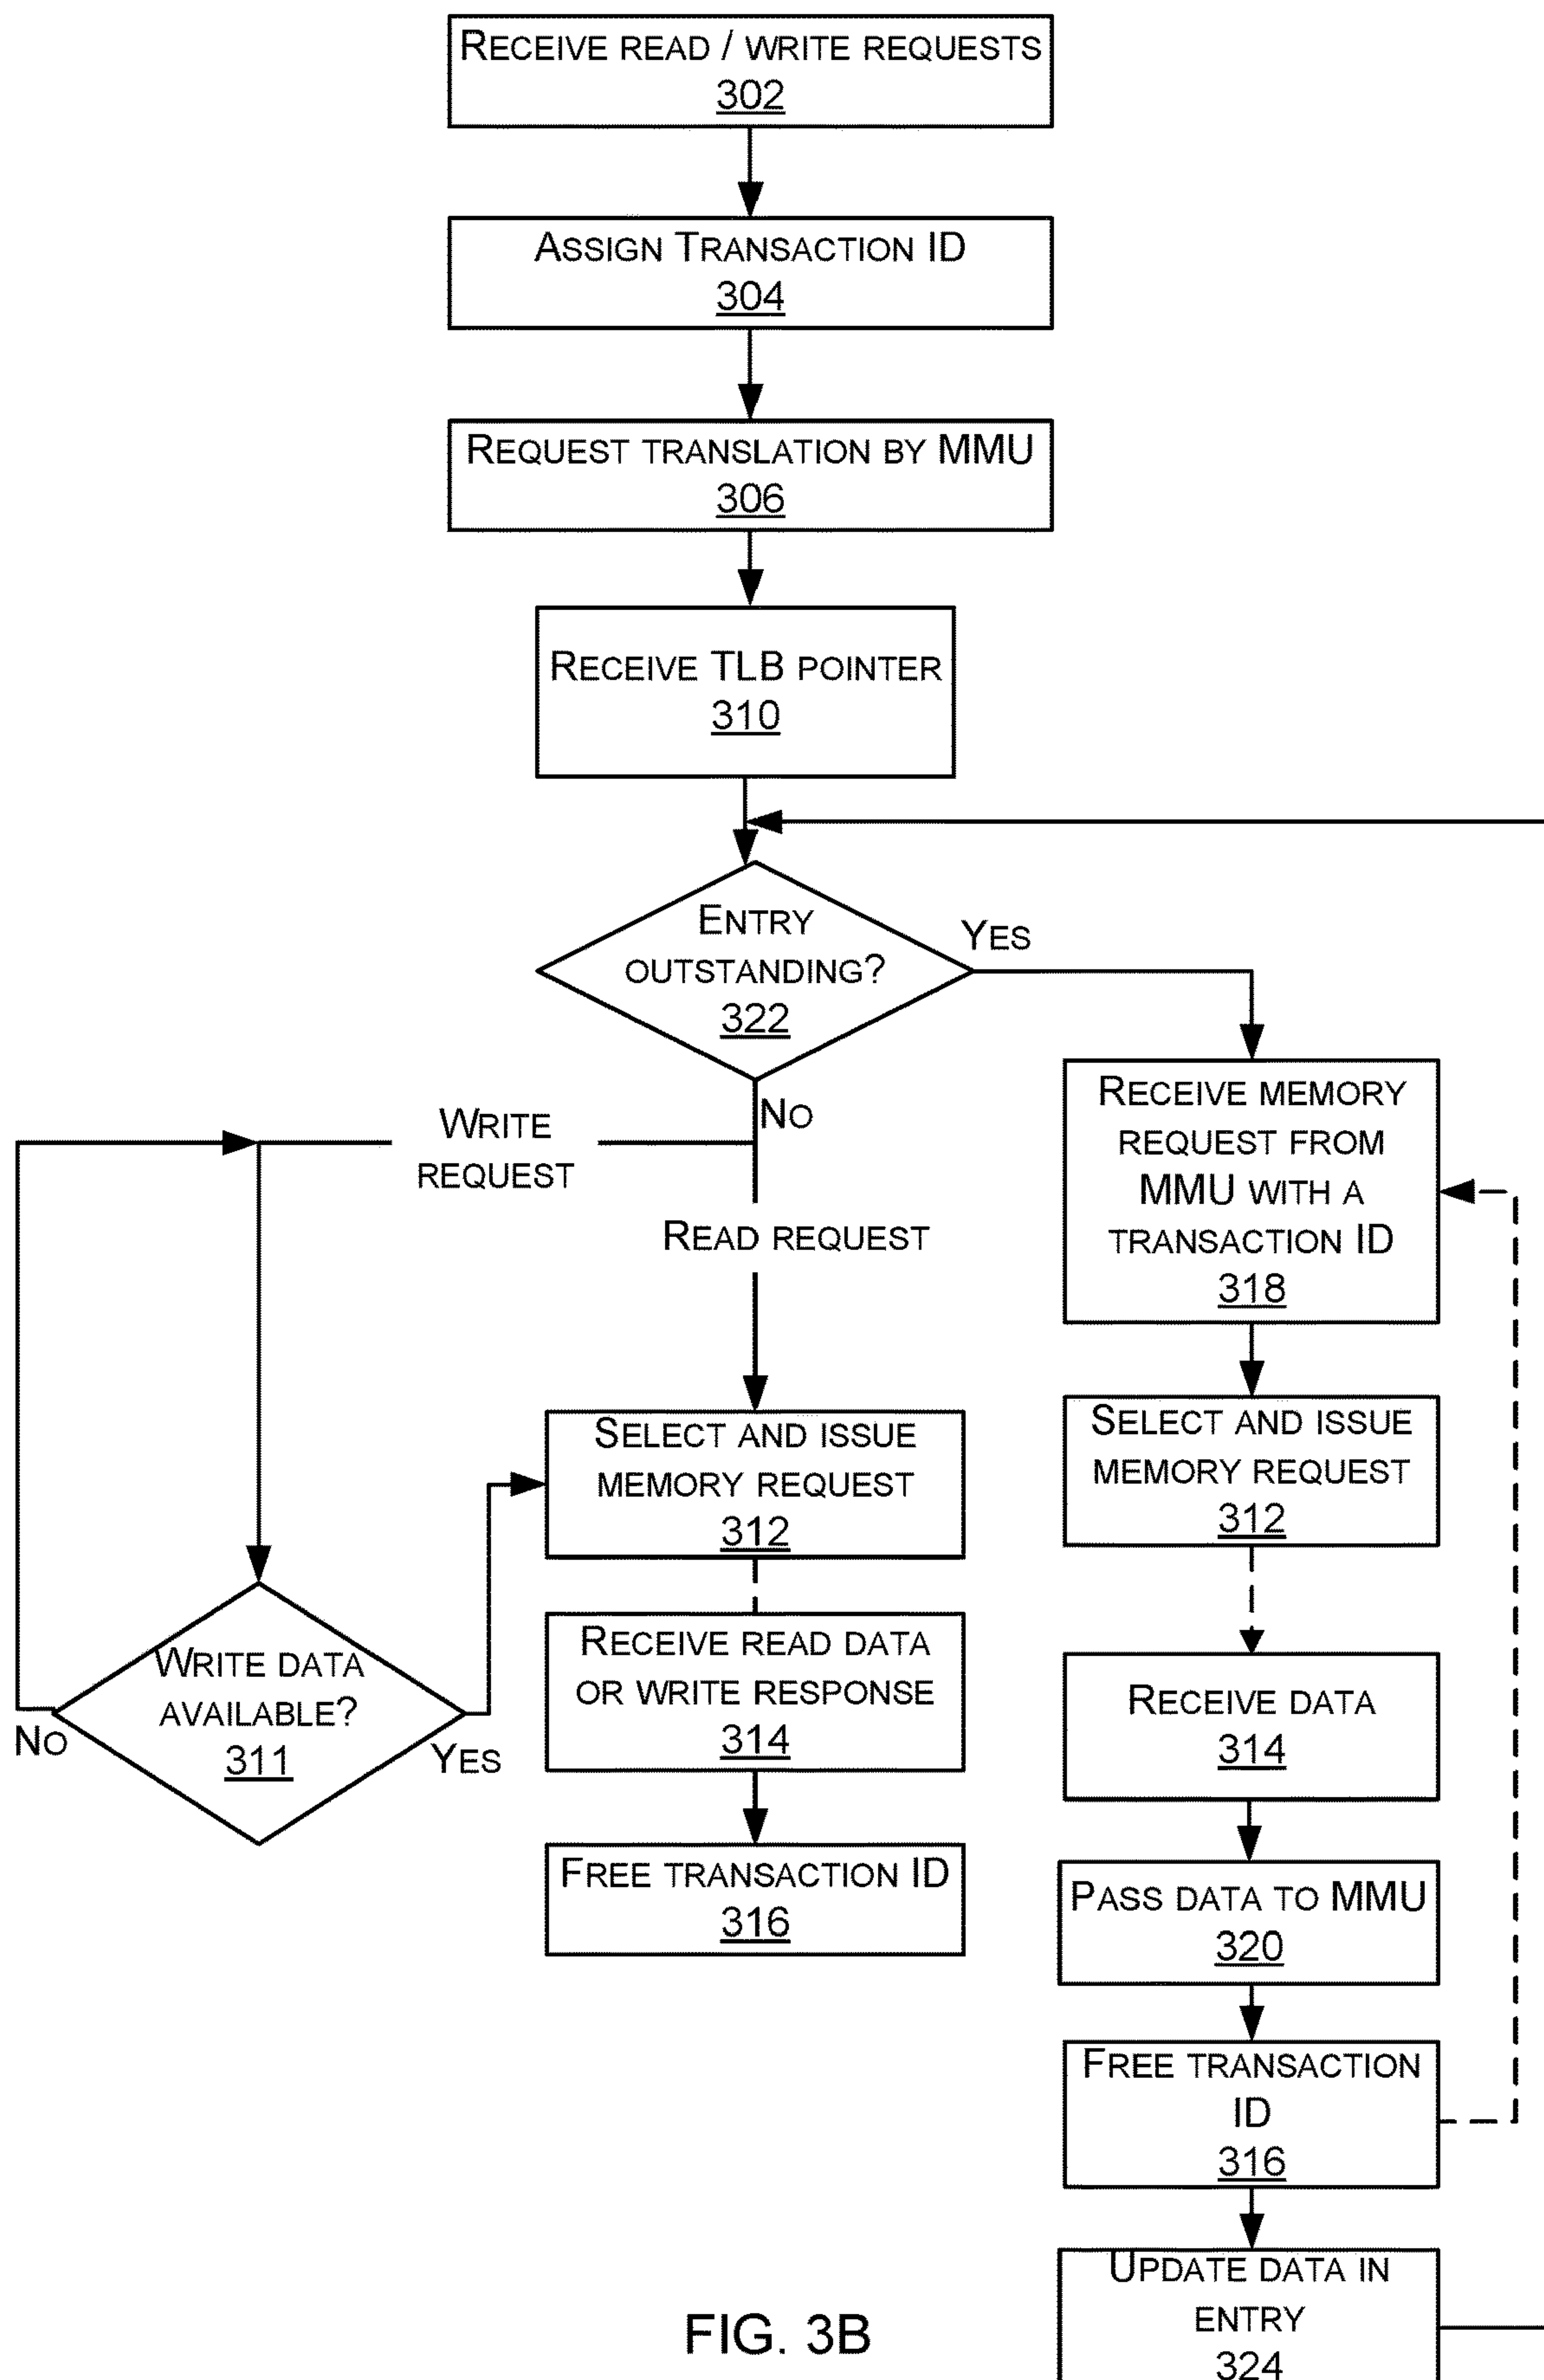 RECEIVE READ / WRITE REQUESTS
302
ASSIGN TRANSACTION ID
304
REQUEST TRANSLATION BY MMU
306
RECEIVE TLB POINTER
310
ENTRY
OUTSTANDING?
322
YES
NO
WRITE
REQUEST
READ REQUEST
RECEIVE MEMORY
REQUEST FROM
MMU WITH A
TRANSACTION ID
318
SELECT AND ISSUE
MEMORY REQUEST
312
SELECT AND ISSUE
MEMORY REQUEST
312
WRITE DATA
AVAILABLE?
311
NO
YES
RECEIVE READ DATA
OR WRITE RESPONSE
314
RECEIVE DATA
314
FREE TRANSACTION ID
316
PASS DATA TO MMU
320
FREE TRANSACTION
ID
316
UPDATE DATA IN
ENTRY
324
FIG. 3B